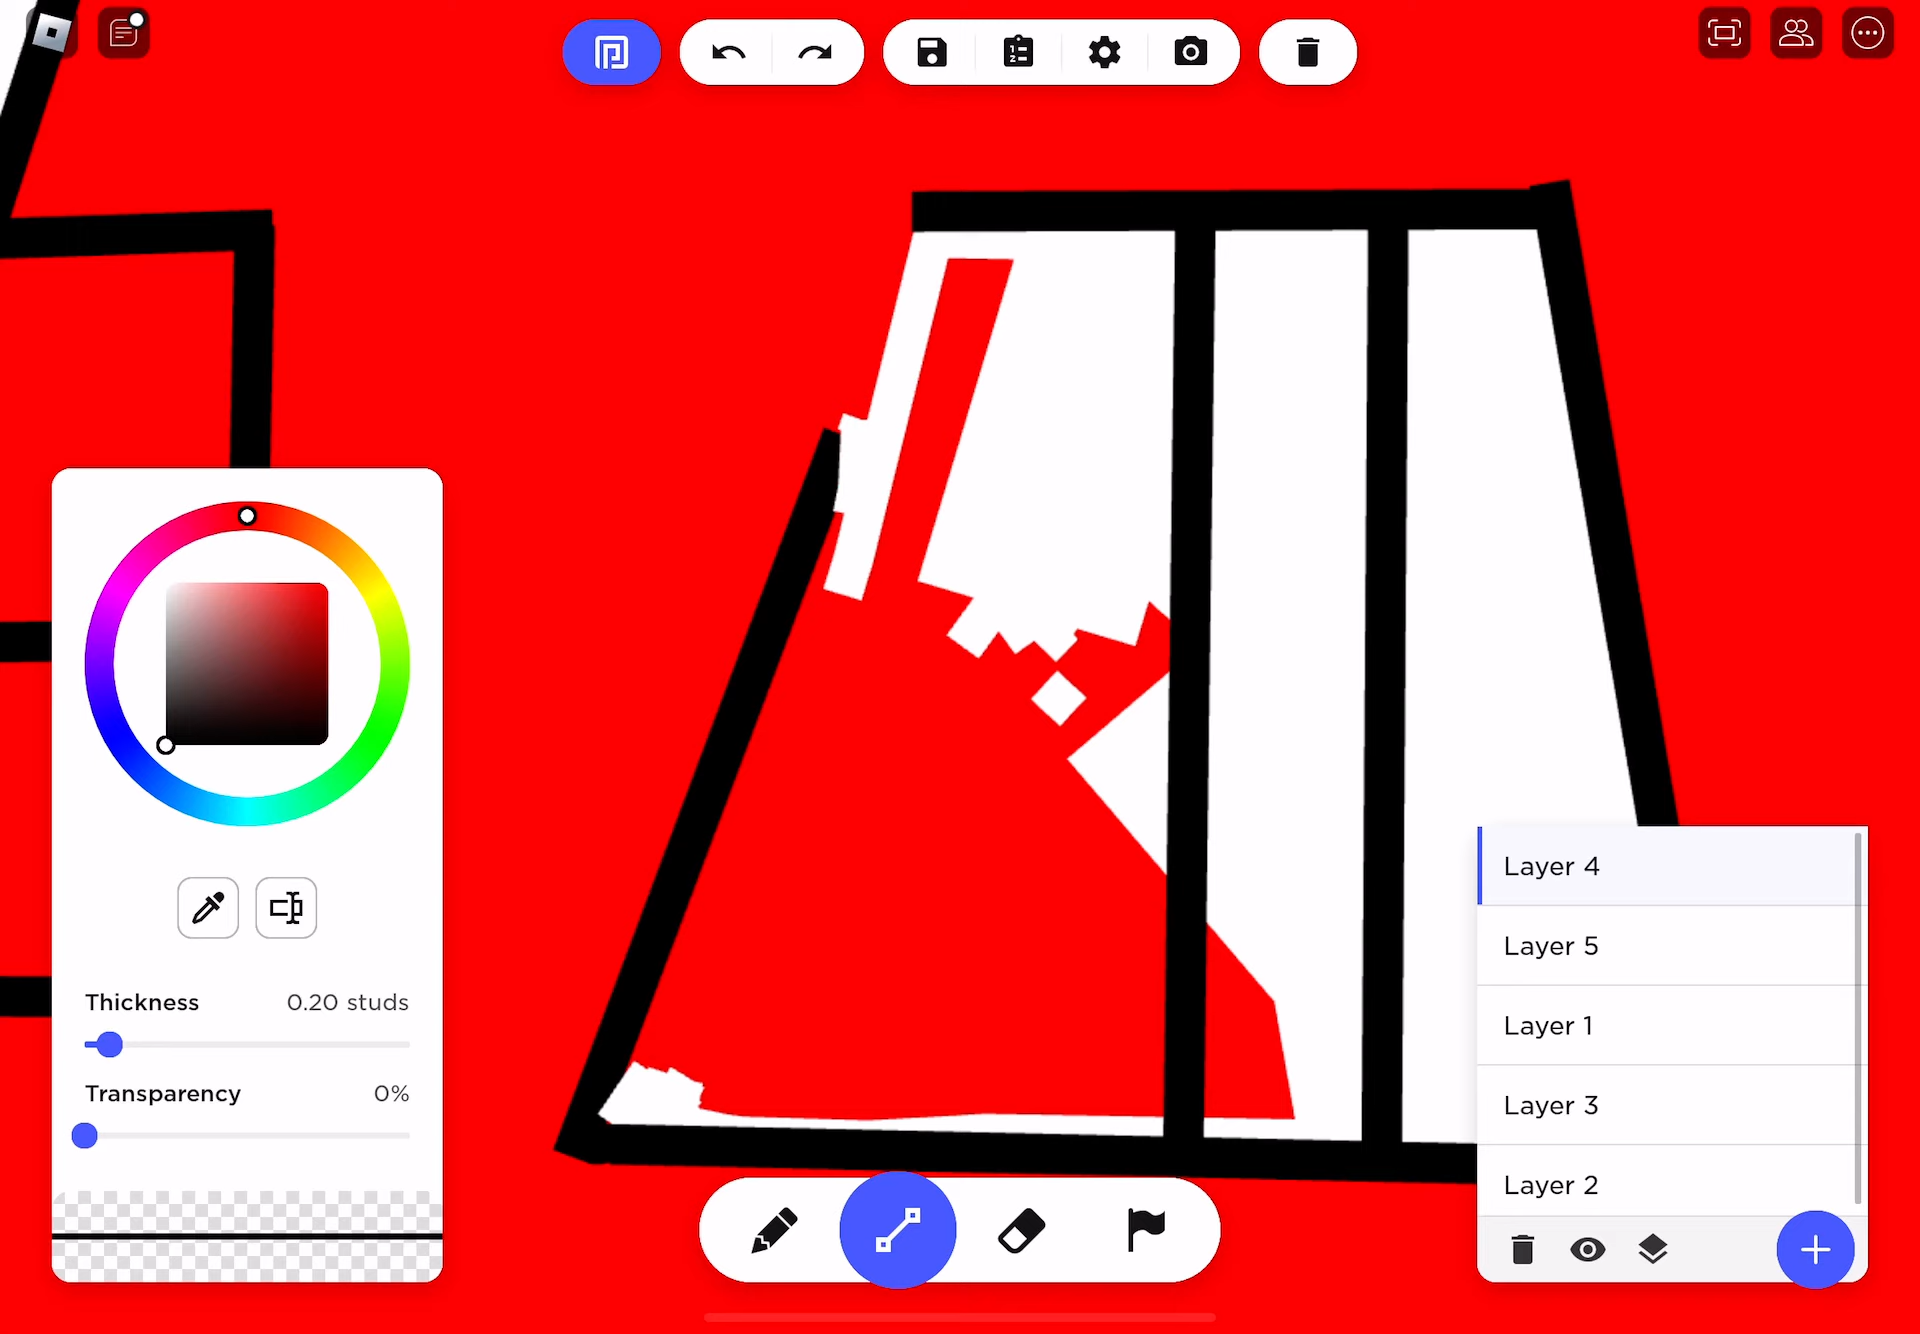 Thickness 0.20 studs
Transparency 0%
Layer 4
Layer 5
Layer 1
Layer 3
Layer 2